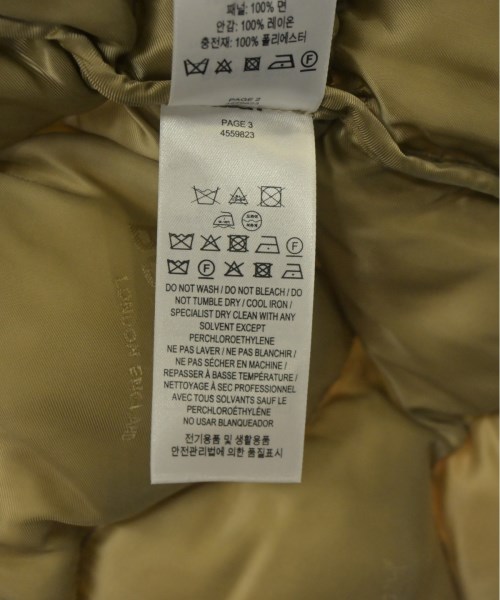 패널: 100% 면
안감: 100% 레이온
충전재: 100% 폴리에스터
F
PAGE 2
PAGE 3
4559823
F
F
DO NOT WASH / DO NOT BLEACH / DO
NOT TUMBLE DRY / COOL IRON /
SPECIALIST DRY CLEAN WITH ANY
SOLVENT EXCEPT
PERCHLOROETHYLENE
NE PAS LAVER / NE PAS BLANCHIR /
NE PAS SÉCHER EN MACHINE /
REPASSER À BASSE TEMPÉRATURE /
NETTOYAGE À SEC PROFESSIONNEL
AVEC TOUS SOLVANTS SAUF LE
PERCHLOROÉTHYLÈNE
NO USAR BLANQUEADOR
전기용품 및 생활용품
안전관리법에 의한 품질표시
LONDON ENGLAND